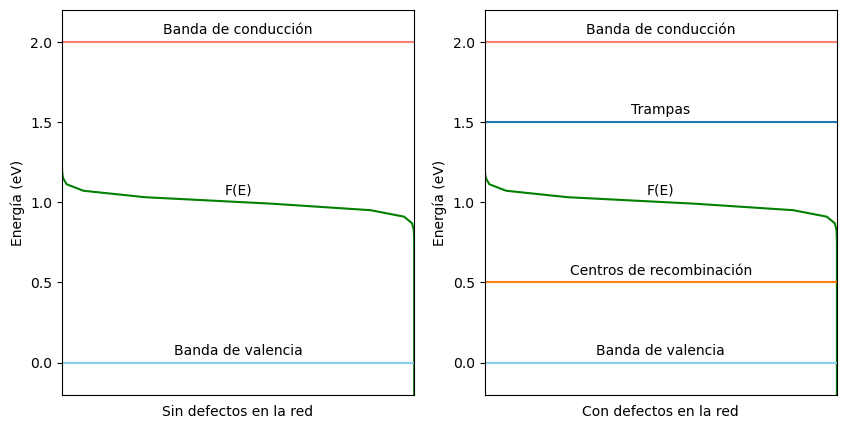 Banda de conducción
2.0
1.5
F(E)
1.0
Energía (eV)
0.5
Banda de valencia
0.0
Sin defectos en la red
Banda de conducción
2.0
Trampas
1.5
F(E)
1.0
Energía (eV)
Centros de recombinación
0.5
Banda de valencia
0.0
Con defectos en la red